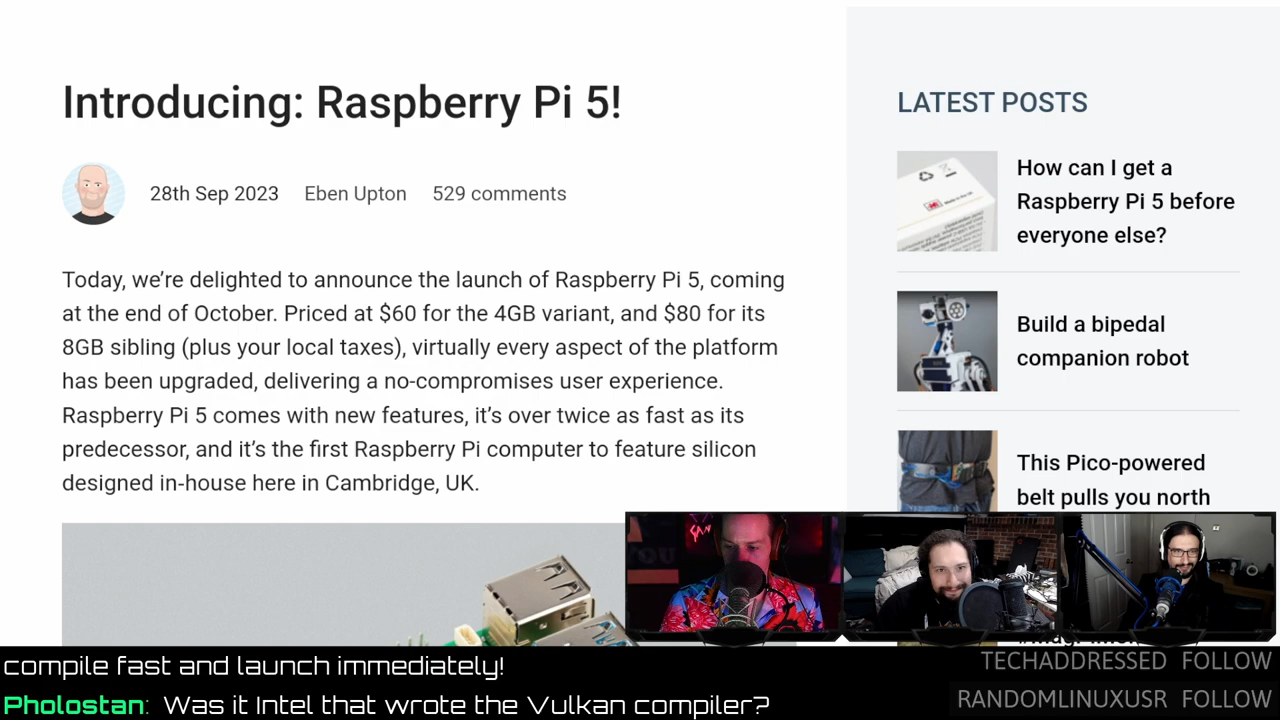 Introducing: Raspberry Pi 5!
28th Sep 2023 Eben Upton 529 comments
Today, we're delighted to announce the launch of Raspberry Pi 5, coming
at the end of October. Priced at $60 for the 4GB variant, and $80 for its
8GB sibling (plus your local taxes), virtually every aspect of the platform
has been upgraded, delivering a no-compromises user experience.
Raspberry Pi 5 comes with new features, it's over twice as fast as its
predecessor, and it's the first Raspberry Pi computer to feature silicon
designed in-house here in Cambridge, UK.
LATEST POSTS
How can I get a
Raspberry Pi 5 before
everyone else?
Build a bipedal
companion robot
This Pico-powered
belt pulls you north
compile fast and launch immediately!
Pholostan: Was it Intel that wrote the Vulkan compiler?
TECHADDRESSED FOLLOW
RANDOMLINUXUSR FOLLOW